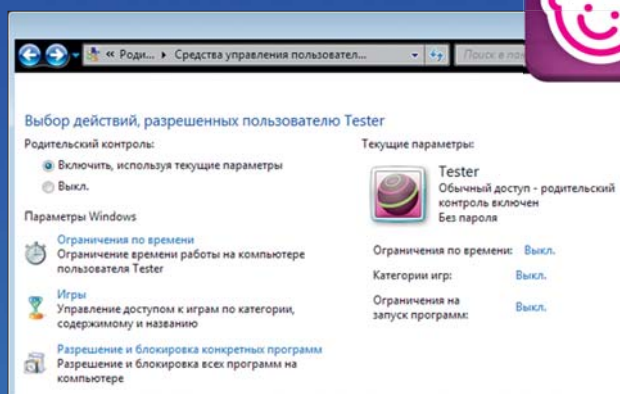 « Роди... ▸ Средства управления пользовател...
Поиск в
Выбор действий, разрешенных пользователю Tester
Родительский контроль:
Включить, используя текущие параметры
Выкл.
Параметры Windows
Ограничения по времени
Ограничение времени работы на компьютере
пользователя Tester
Игры
Управление доступом к играм по категории,
содержимому и названию
Разрешение и блокировка конкретных программ
Разрешение и блокировка всех программ на
компьютере
Текущие параметры:
Tester
Обычный доступ - родительский
контроль включен
Без пароля
Ограничения по времени: Выкл.
Категории игр: Выкл.
Ограничения на
запуск программ: Выкл.